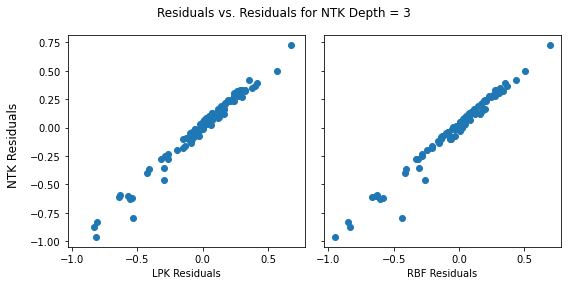 Residuals vs. Residuals for NTK Depth = 3
NTK Residuals
0.75
0.50
0.25
0.00
−0.25
−0.50
−0.75
−1.00
−1.0 −0.5 0.0 0.5
−1.0 −0.5 0.0 0.5
LPK Residuals
RBF Residuals